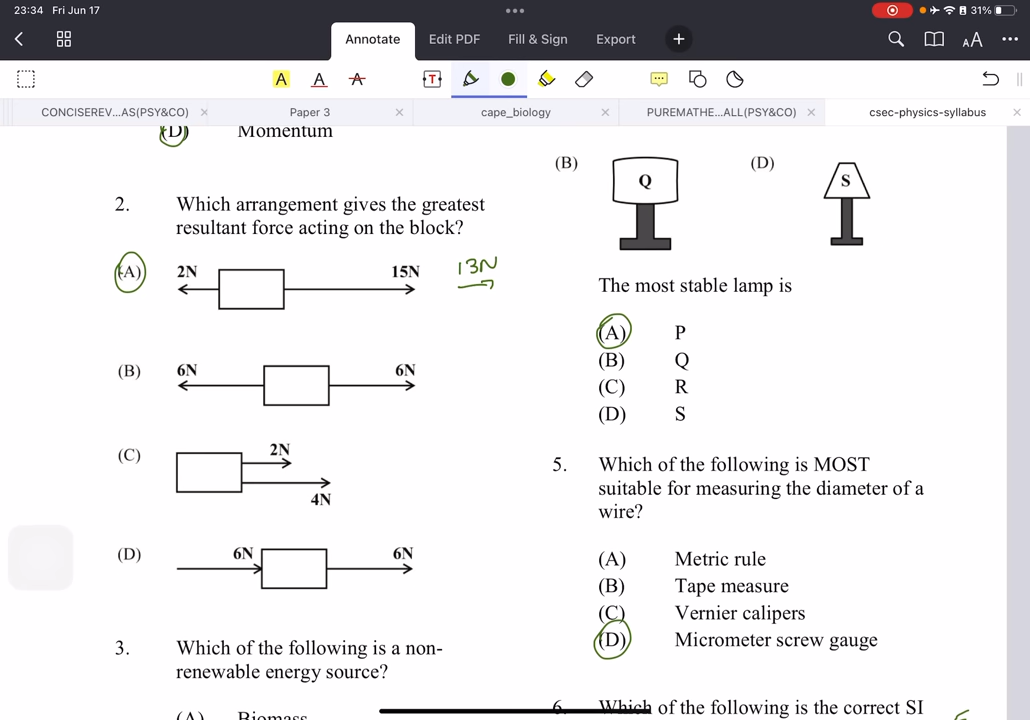 23:34 Fri Jun 17
31%
Annotate
Edit PDF
Fill & Sign
Export
AA
A A A T
CONCISEREV...AS(PSY&CO)
Paper 3
cape_biology
PUREMATHE...ALL(PSY&CO)
csec-physics-syllabus
(D) Momentum
2. Which arrangement gives the greatest
resultant force acting on the block?
(A) 2N 15N 13N
(B) 6N 6N
(C) 2N
4N
(D) 6N 6N
3. Which of the following is a non-
renewable energy source?
(A) Biomass
(B) Q (D) S
The most stable lamp is
(A) P
(B) Q
(C) R
(D) S
5. Which of the following is MOST
suitable for measuring the diameter of a
wire?
(A) Metric rule
(B) Tape measure
(C) Vernier calipers
(D) Micrometer screw gauge
6. Which of the following is the correct SI